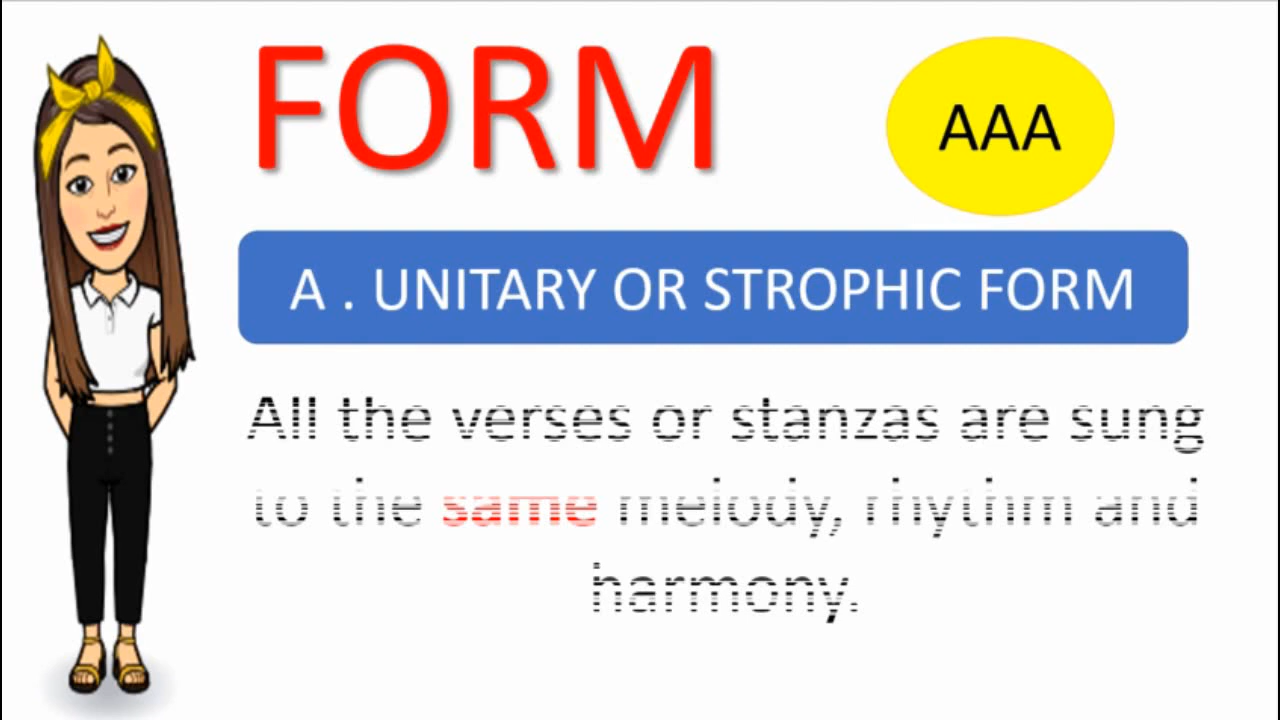 FORM
AAA
A . UNITARY OR STROPHIC FORM
All the verses or stanzas are sung
to the same melody, rhythm and
harmony.